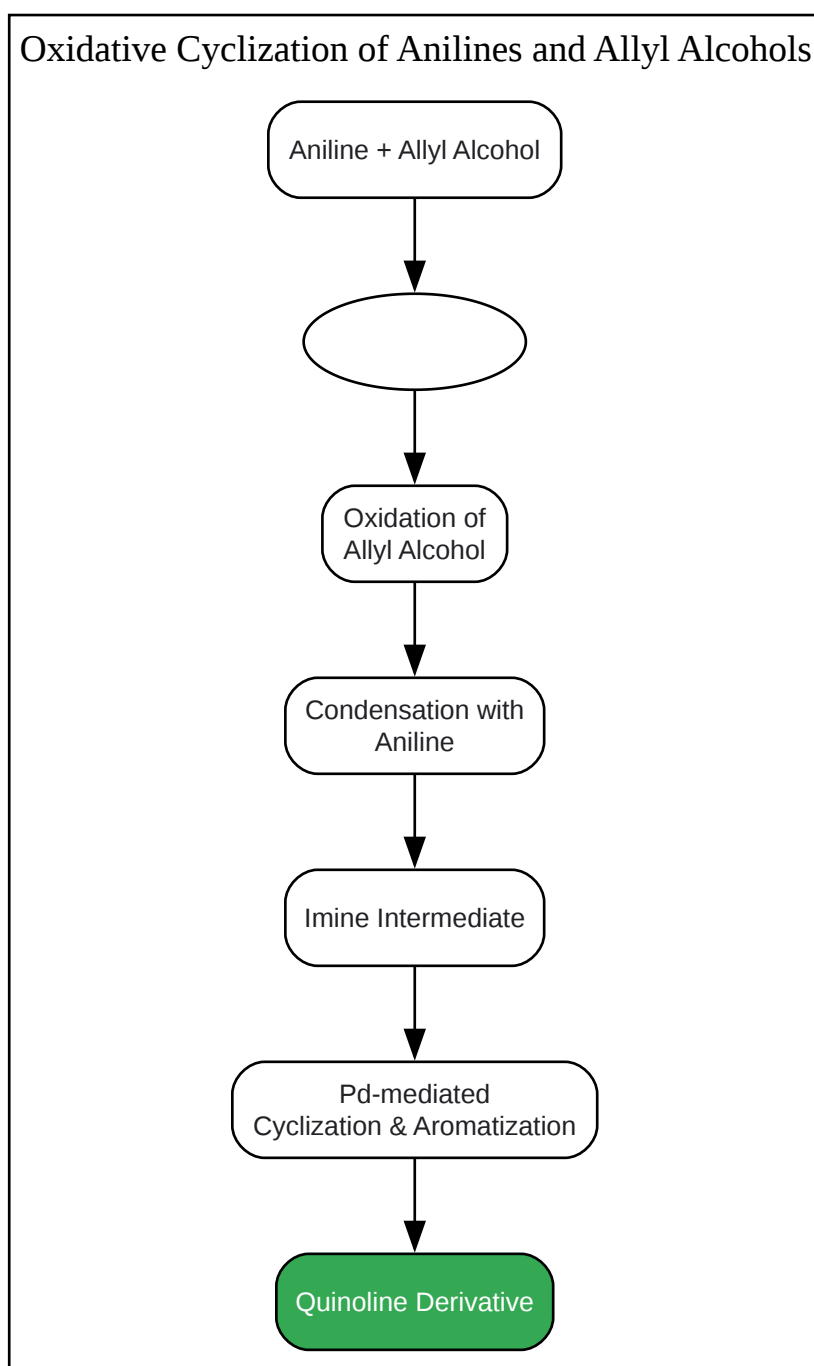 Oxidative Cyclization of Anilines and Allyl Alcohols
Aniline + Allyl Alcohol
Oxidation of
Allyl Alcohol
Condensation with
Aniline
Imine Intermediate
Pd-mediated
Cyclization & Aromatization
Quinoline Derivative